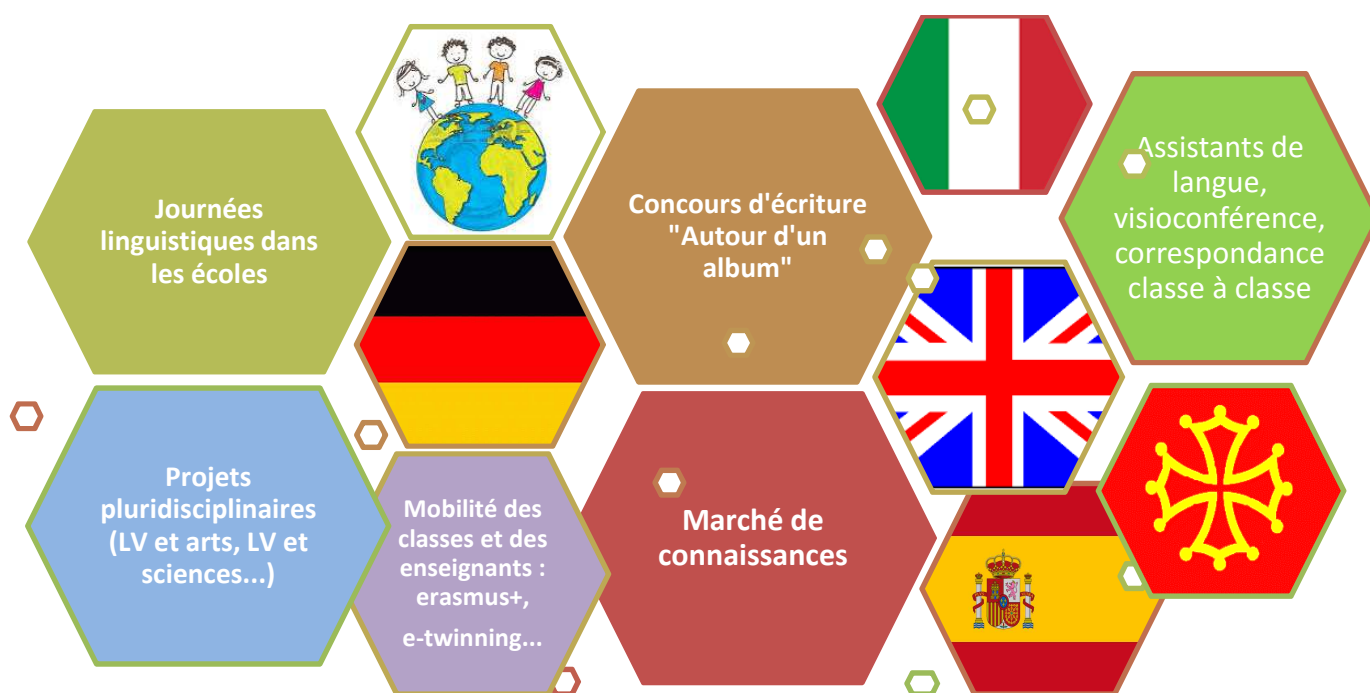 Journées
linguistiques dans
les écoles
Concours d'écriture
"Autour d'un
album"
Assistants de
langue,
visioconférence,
correspondance
classe à classe
Projets
pluridisciplinaires
(LV et arts, LV et
sciences...)
Mobilité des
classes et des
enseignants :
erasmus+,
e-twinning...
Marché de
connaissances